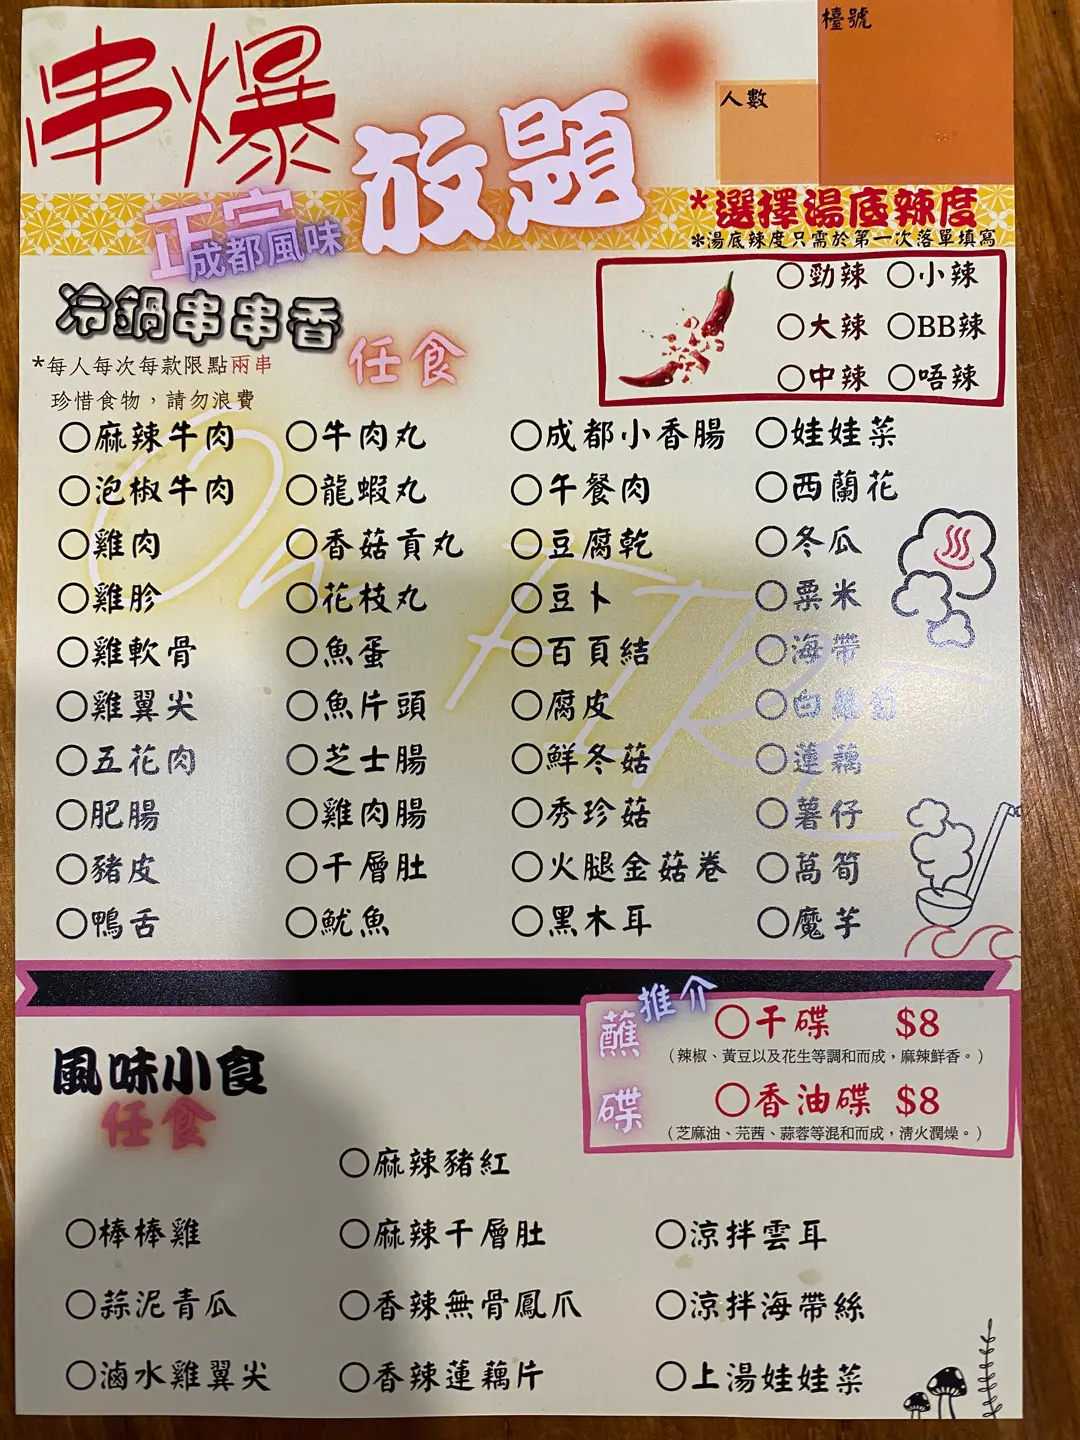 串爆
放題
檯號
人數
正宗
成都風味
*選擇湯底辣度
*湯底辣度只需於第一次落單填寫
○勁辣 ○小辣
○大辣 ○BB辣
○中辣 ○唔辣
冷鍋串串香
任食
*每人每次每款限點兩串
珍惜食物，請勿浪費
On FIRE
○麻辣牛肉 ○牛肉丸 ○成都小香腸 ○娃娃菜
○泡椒牛肉 ○龍蝦丸 ○午餐肉 ○西蘭花
○雞肉 ○香菇貢丸 ○豆腐乾 ○冬瓜
○雞胗 ○花枝丸 ○豆卜 ○粟米
○雞軟骨 ○魚蛋 ○百頁結 ○海帶
○雞翼尖 ○魚片頭 ○腐皮 ○白蘿蔔
○五花肉 ○芝士腸 ○鮮冬菇 ○蓮藕
○肥腸 ○雞肉腸 ○秀珍菇 ○薯仔
○豬皮 ○千層肚 ○火腿金菇卷 ○萵筍
○鴨舌 ○魷魚 ○黑木耳 ○魔芋
推介
蘸碟
○干碟 $8
（辣椒、黃豆以及花生等調和而成，麻辣鮮香。）
○香油碟 $8
（芝麻油、芫茜、蒜蓉等混和而成，清火潤燥。）
風味小食
任食
○麻辣豬紅
○棒棒雞 ○麻辣千層肚 ○涼拌雲耳
○蒜泥青瓜 ○香辣無骨鳳爪 ○涼拌海帶絲
○滷水雞翼尖 ○香辣蓮藕片 ○上湯娃娃菜